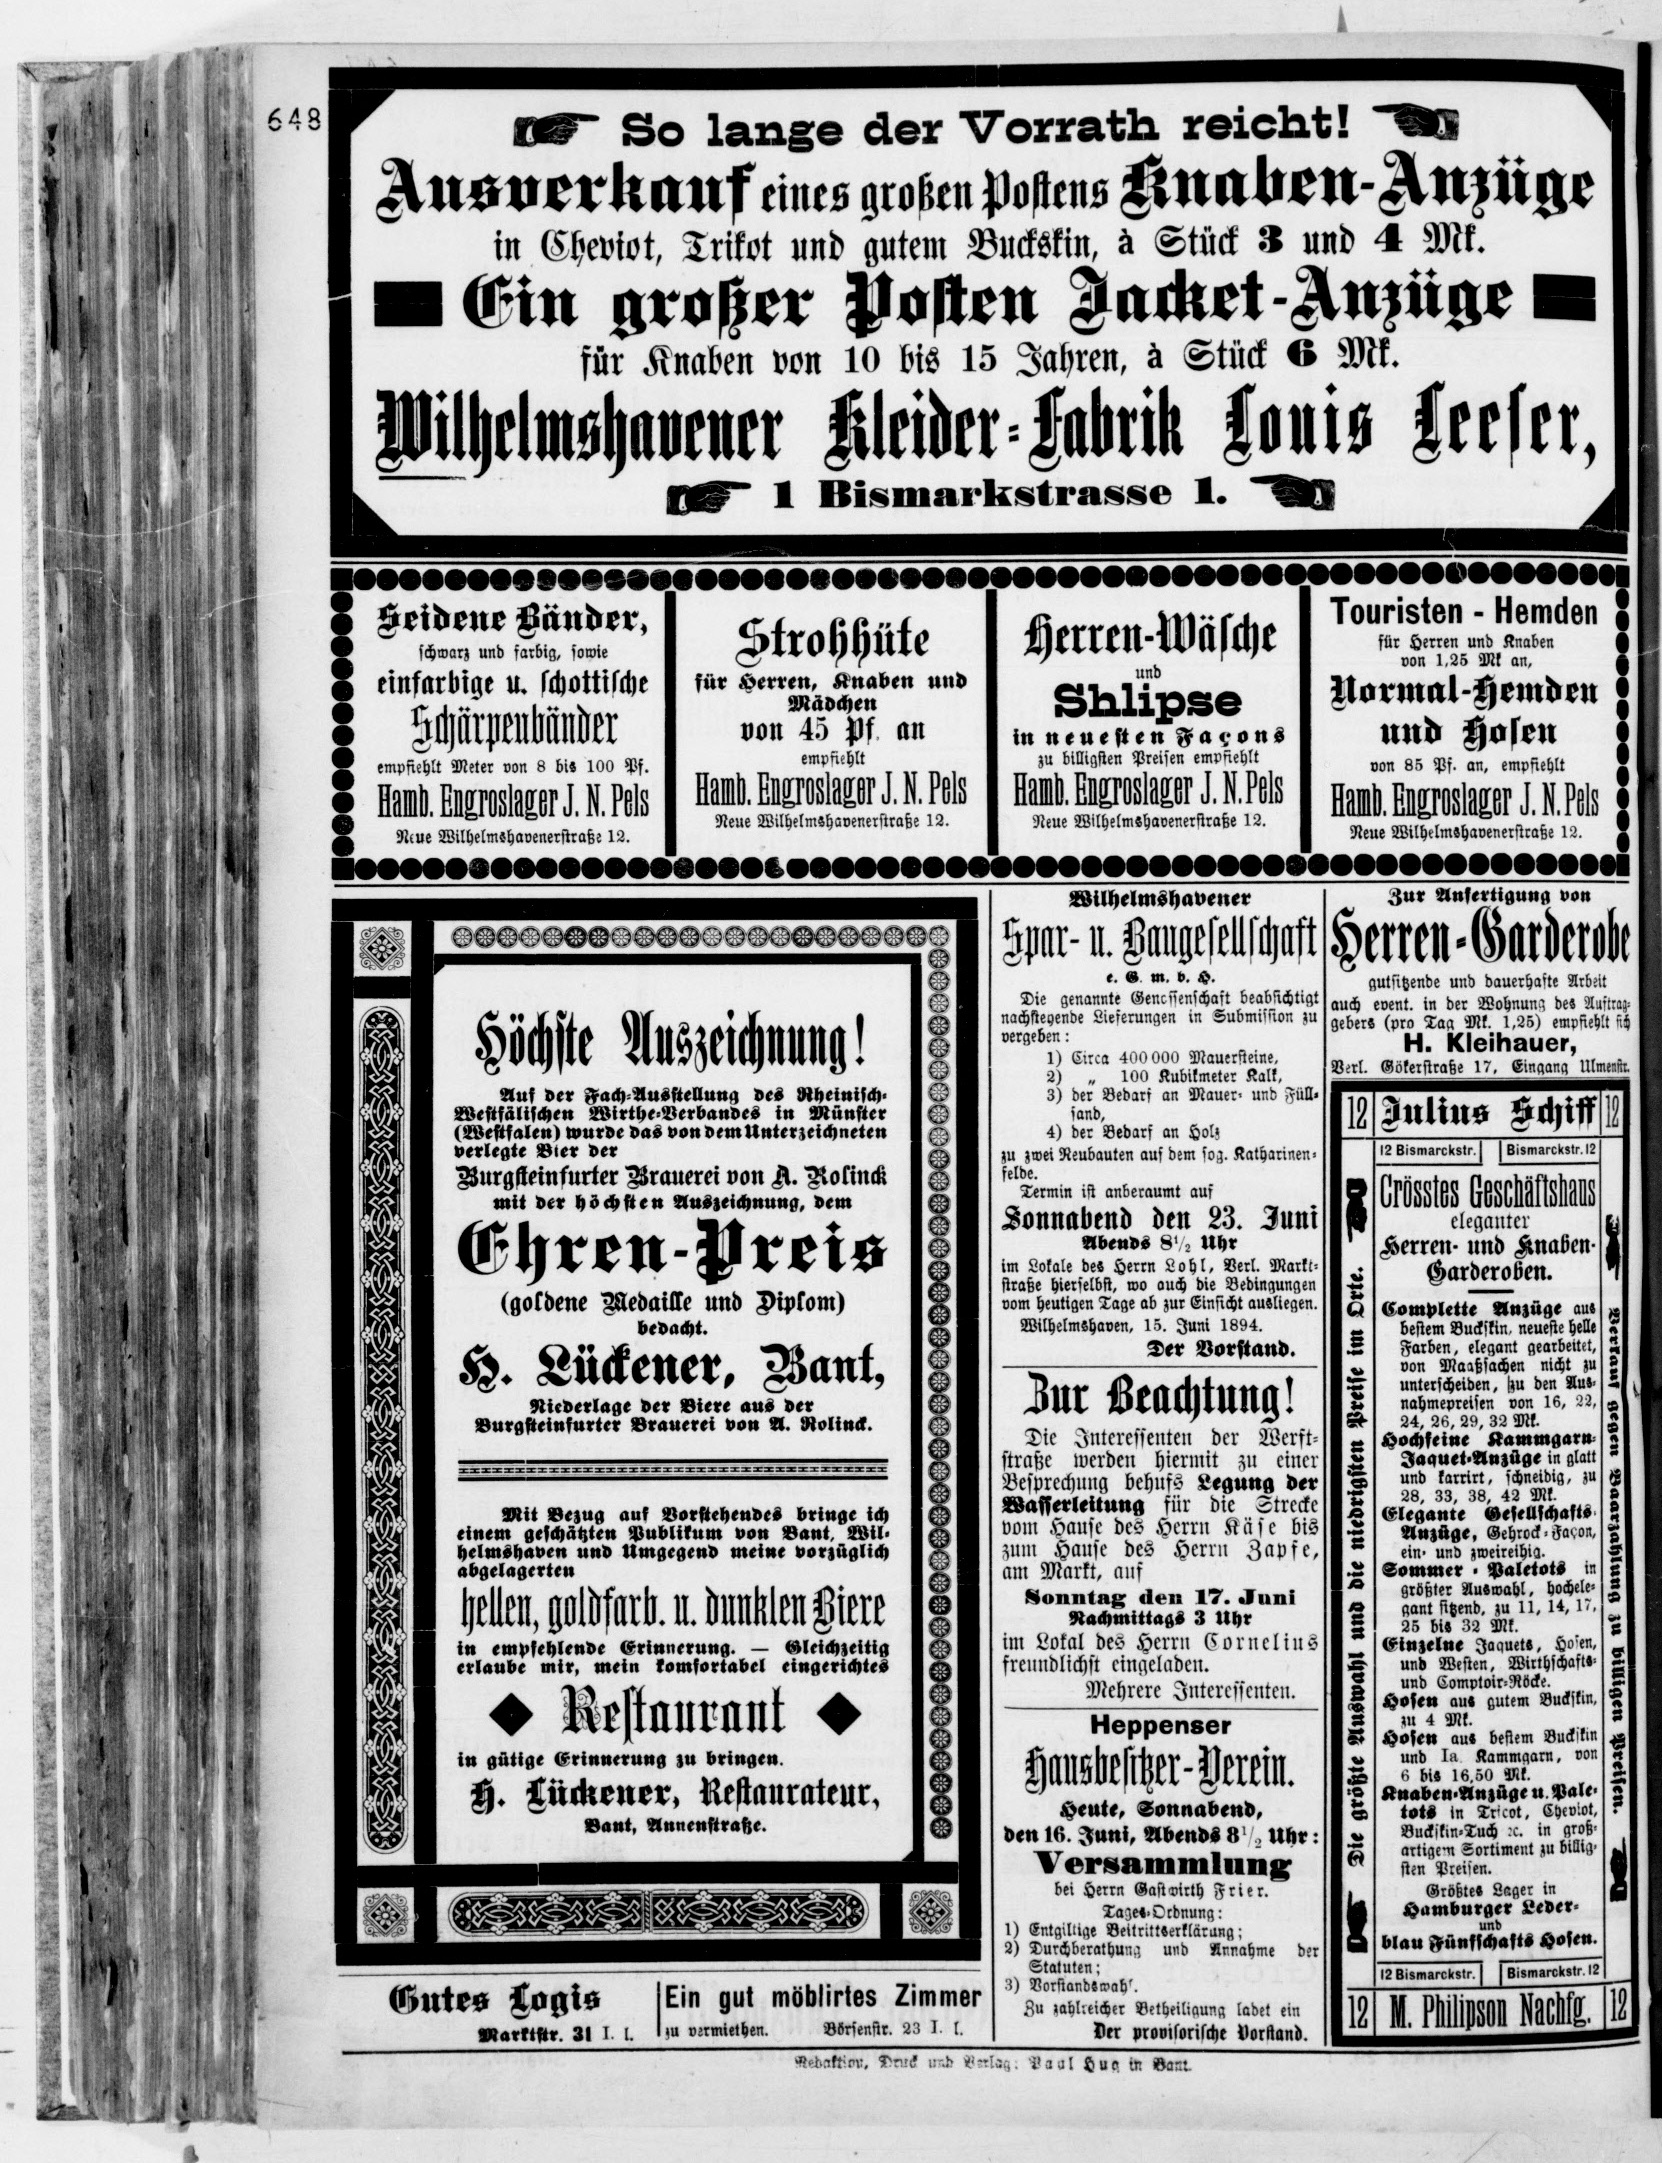 648
So lange der Vorrath reicht!
Ausverkauf eines großen Postens Knaben-Anzüge
in Cheviot, Trikot und gutem Buckskin, à Stück 3 und 4 Mk.
Ein großer Posten Jacket-Anzüge
für Knaben von 10 bis 15 Jahren, à Stück 6 Mk.
Wilhelmshavener Kleider-Fabrik Louis Leeser,
1 Bismarkstrasse 1.
Seidene Bänder,
schwarz und farbig, sowie
einfarbige u. schottische
Schärpenbänder
empfiehlt Meter von 8 bis 100 Pf.
Hamb. Engroslager J. N. Pels
Neue Wilhelmshavenerstraße 12.
Strohhüte
für Herren, Knaben und
Mädchen
von 45 Pf. an
empfiehlt
Hamb. Engroslager J. N. Pels
Neue Wilhelmshavenerstraße 12.
Herren-Wäsche
und
Shlipse
in neuesten Façons
zu billigsten Preisen empfiehlt
Hamb. Engroslager J. N. Pels
Neue Wilhelmshavenerstraße 12.
Touristen - Hemden
für Herren und Knaben
von 1,25 Mk an,
Normal-Hemden
und Hosen
von 85 Pf. an, empfiehlt
Hamb. Engroslager J. N. Pels
Neue Wilhelmshavenerstraße 12.
Höchste Auszeichnung!
Auf der Fach-Ausstellung des Rheinisch-
Westfälischen Wirthe-Verbandes in Münster
(Westfalen) wurde das von dem Unterzeichneten
verlegte Bier der
Burgsteinfurter Brauerei von A. Rolinck
mit der höchsten Auszeichnung, dem
Ehren-Preis
(goldene Medaille und Diplom)
bedacht.
H. Lückener, Bant,
Niederlage der Biere aus der
Burgsteinfurter Brauerei von A. Rolinck.
Mit Bezug auf Vorstehendes bringe ich
einem geschätzten Publikum von Bant, Wil-
helmshaven und Umgegend meine vorzüglich
abgelagerten
hellen, goldfarb. u. dunklen Biere
in empfehlende Erinnerung. — Gleichzeitig
erlaube mir, mein komfortabel eingerichtes
Restaurant
in gütige Erinnerung zu bringen.
H. Lückener, Restaurateur,
Bant, Annenstraße.
Gutes Logis
Marktstr. 31 I. l.
Ein gut möblirtes Zimmer
zu vermiethen. Börsenstr. 23 I. l.
Wilhelmshavener
Spar- u. Baugesellschaft
e. G. m. b. H.
Die genannte Genossenschaft beabsichtigt
nachstegende Lieferungen in Submission zu
vergeben:
1) Circa 400 000 Mauersteine,
2) „ 100 Kubikmeter Kalk,
3) der Bedarf an Mauer- und Füll-
sand,
4) der Bedarf an Holz
zu zwei Neubauten auf dem sog. Katharinen-
felde.
Termin ist anberaumt auf
Sonnabend den 23. Juni
Abends 8½ Uhr
im Lokale des Herrn Lohl, Verl. Markt-
straße hierselbst, wo auch die Bedingungen
vom heutigen Tage ab zur Einsicht ausliegen.
Wilhelmshaven, 15. Juni 1894.
Der Vorstand.
Zur Beachtung!
Die Interessenten der Werft-
straße werden hiermit zu einer
Besprechung behufs Legung der
Wasserleitung für die Strecke
vom Hause des Herrn Käse bis
zum Hause des Herrn Zapfe,
am Markt, auf
Sonntag den 17. Juni
Nachmittags 3 Uhr
im Lokal des Herrn Cornelius
freundlichst eingeladen.
Mehrere Interessenten.
Heppenser
Hausbesitzer-Verein.
Heute, Sonnabend,
den 16. Juni, Abends 8½ Uhr:
Versammlung
bei Herrn Gastwirth Frier.
Tages-Ordnung:
1) Entgiltige Beitrittserklärung;
2) Durchberathung und Annahme der
Statuten;
3) Vorstandswahl.
Zu zahlreicher Betheiligung ladet ein
Der provisorische Vorstand.
Zur Anfertigung von
Herren-Garderobe
gutsitzende und dauerhafte Arbeit
auch event. in der Wohnung des Auftrag-
gebers (pro Tag Mk. 1,25) empfiehlt sich
H. Kleihauer,
Verl. Gökerstraße 17, Eingang Ulmenstr.
12 Julius Schiff 12
12 Bismarckstr. Bismarckstr. 12
Die größte Auswahl und die niedrigsten Preise im Orte.
Grösstes Geschäftshaus
eleganter
Herren- und Knaben-
Garderoben.
Complette Anzüge aus
bestem Buckskin, neueste helle
Farben, elegant gearbeitet,
von Maaßsachen nicht zu
unterscheiden, zu den Aus-
nahmepreisen von 16, 22,
24, 26, 29, 32 Mk.
Hochfeine Kammgarn-
Jaquet-Anzüge in glatt
und karrirt, schneidig, zu
28, 33, 38, 42 Mk.
Elegante Gesellschafts-
Anzüge, Gehrock-Façon,
ein- und zweireihig.
Sommer-Paletots in
größter Auswahl, hochele-
gant sitzend, zu 11, 14, 17,
25 bis 32 Mk.
Einzelne Jaquets, Hosen,
und Westen, Wirthschafts-
und Comptoir-Röcke.
Hosen aus gutem Buckskin,
zu 4 Mk.
Hosen aus bestem Buckskin
und Ia. Kammgarn, von
6 bis 16,50 Mk.
Knaben-Anzüge u. Pale-
tots in Tricot, Cheviot,
Buckskin-Tuch ꝛc. in groß-
artigem Sortiment zu billig-
sten Preisen.
Größtes Lager in
Hamburger Leder-
und
blau Fünfschafts Hosen.
Verkauf gegen Baarzahlung zu billigen Preisen.
12 Bismarckstr. Bismarckstr. 12
12 M. Philipson Nachfg. 12
Redaktion, Druck und Verlag: Paul Hug in Bant.